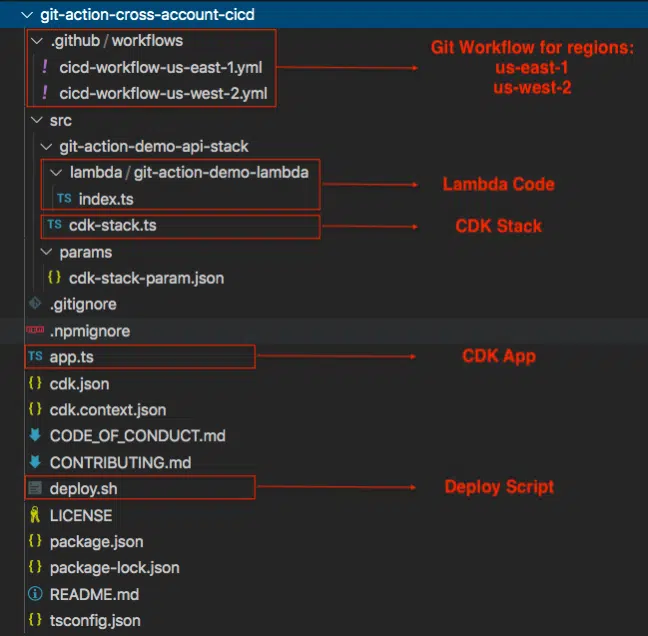 git-action-cross-account-cicd
.github / workflows
cicd-workflow-us-east-1.yml
cicd-workflow-us-west-2.yml
Git Workflow for regions:
us-east-1
us-west-2
src
git-action-demo-api-stack
lambda / git-action-demo-lambda
TS index.ts
Lambda Code
TS cdk-stack.ts
CDK Stack
params
{} cdk-stack-param.json
.gitignore
npm .npmignore
TS app.ts
CDK App
{} cdk.json
{} cdk.context.json
CODE_OF_CONDUCT.md
CONTRIBUTING.md
deploy.sh
Deploy Script
LICENSE
{} package.json
{} package-lock.json
README.md
tsconfig.json